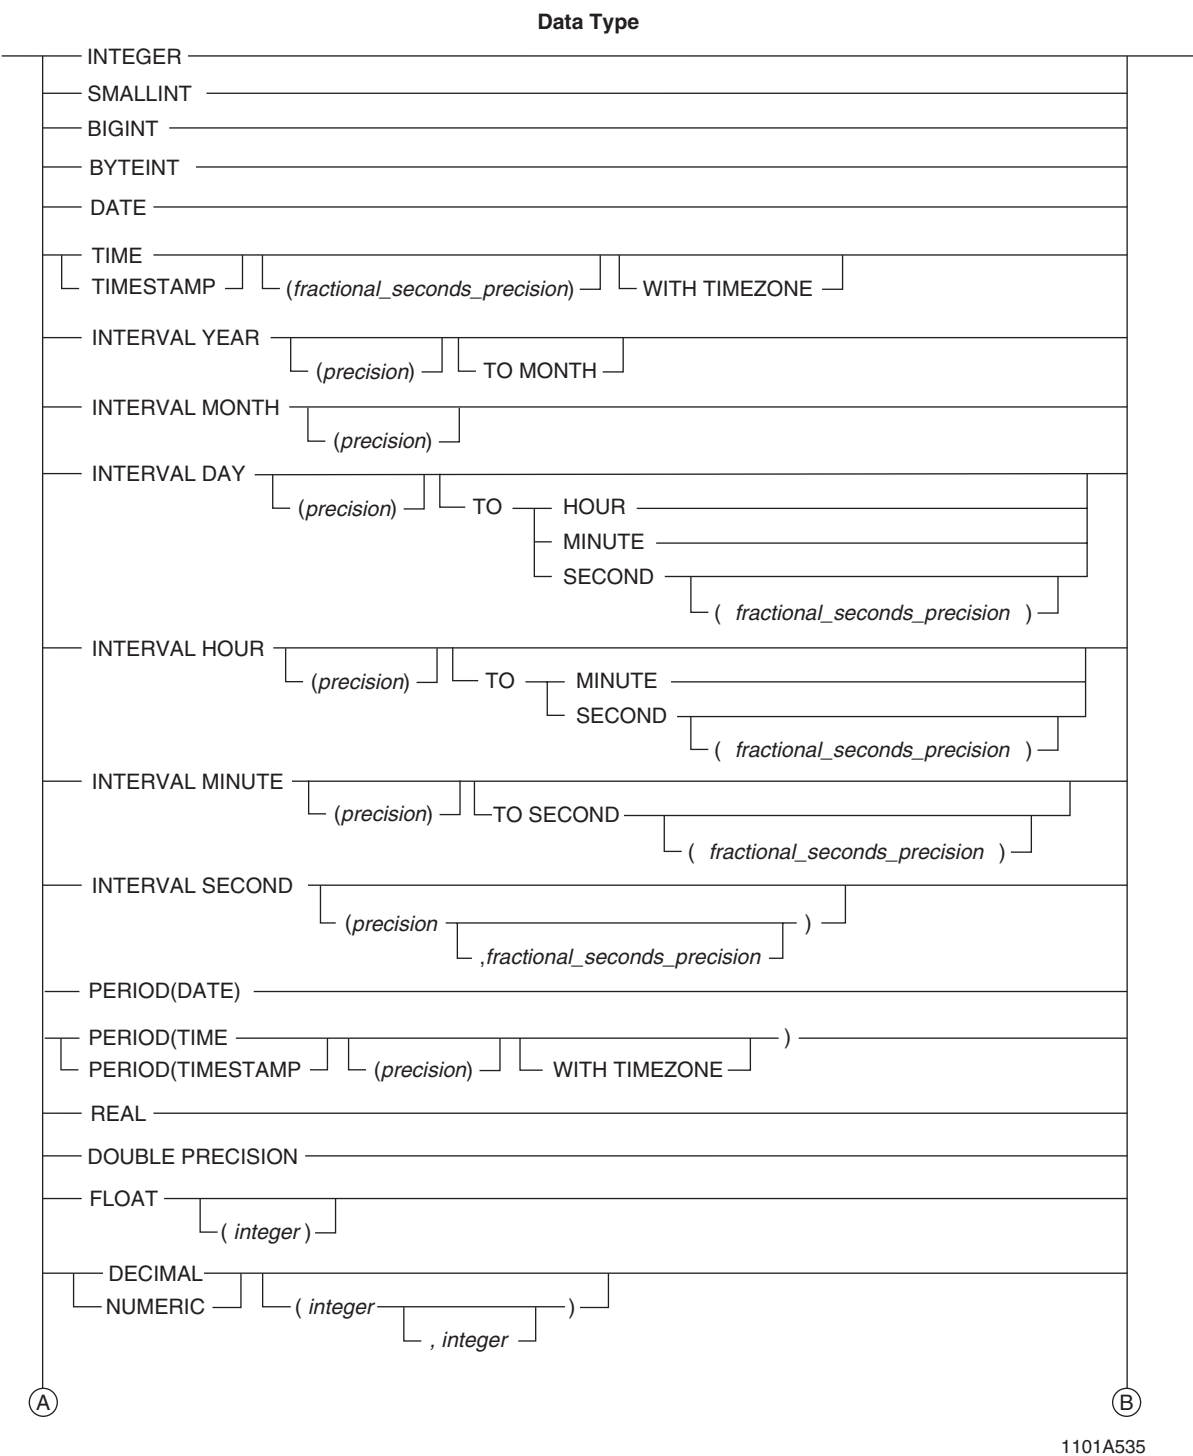 Data Type
INTEGER
SMALLINT
BIGINT
BYTEINT
DATE
TIME
TIMESTAMP (fractional_seconds_precision) WITH TIMEZONE
INTERVAL YEAR
(precision) TO MONTH
INTERVAL MONTH
(precision)
INTERVAL DAY
(precision) TO HOUR
MINUTE
SECOND
( fractional_seconds_precision )
INTERVAL HOUR
(precision) TO MINUTE
SECOND
( fractional_seconds_precision )
INTERVAL MINUTE
(precision) TO SECOND
( fractional_seconds_precision )
INTERVAL SECOND
(precision )
,fractional_seconds_precision
PERIOD(DATE)
PERIOD(TIME )
PERIOD(TIMESTAMP (precision) WITH TIMEZONE
REAL
DOUBLE PRECISION
FLOAT
( integer )
DECIMAL
NUMERIC ( integer )
, integer
A B
1101A535